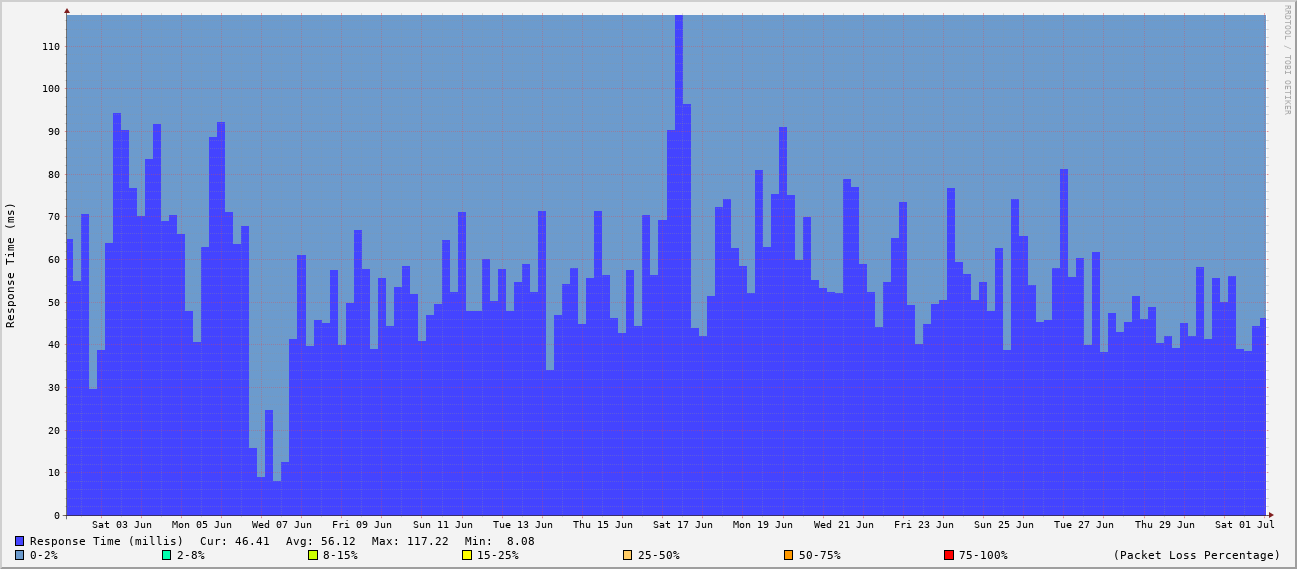 RRDTOOL / TOBI OETIKER
Response Time (ms)
110
100
90
80
70
60
50
40
30
20
10
0
Sat 03 Jun Mon 05 Jun Wed 07 Jun Fri 09 Jun Sun 11 Jun Tue 13 Jun Thu 15 Jun Sat 17 Jun Mon 19 Jun Wed 21 Jun Fri 23 Jun Sun 25 Jun Tue 27 Jun Thu 29 Jun Sat 01 Jul
Response Time (millis) Cur: 46.41 Avg: 56.12 Max: 117.22 Min: 8.08
0-2% 2-8% 8-15% 15-25% 25-50% 50-75% 75-100% (Packet Loss Percentage)